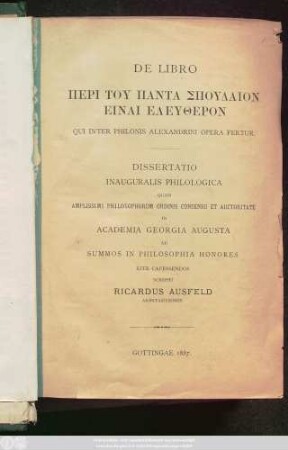 DE LIBRO
ΠΕΡΙ ΤΟΥ ΠΑΝΤΑ ΣΠΟΥΔΑΙΟΝ
ΕΙΝΑΙ ΕΛΕΥΘΕΡΟΝ
QUI INTER PHILONIS ALEXANDRINI OPERA FERTUR.
DISSERTATIO
INAUGURALIS PHILOLOGICA
QUAM
AMPLISSIMI PHILOSOPHORUM ORDINIS CONSENSU ET AUCTORITATE
IN
ACADEMIA GEORGIA AUGUSTA
AD
SUMMOS IN PHILOSOPHIA HONORES
RITE CAPESSENDOS
SCRIPSIT
RICARDUS AUSFELD
GOTTINGAE, 1887.